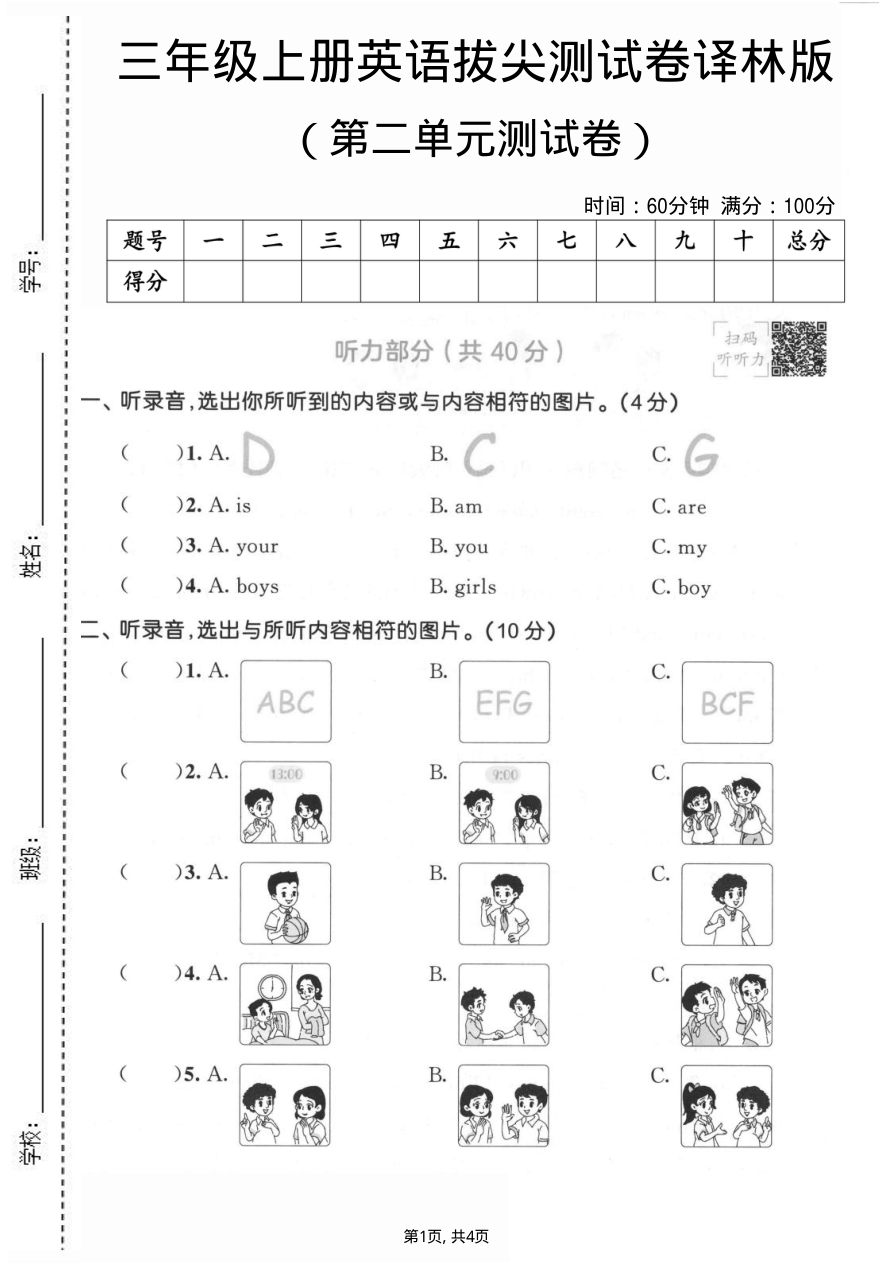 三年级上册英语拔尖测试卷译林版
（第二单元测试卷）
时间：60分钟 满分：100分
题号 一 二 三 四 五 六 七 八 九 十 总分
得分
听力部分（共 40 分）
扫码
听听力
一、听录音,选出你所听到的内容或与内容相符的图片。(4分)
( )1. A. D B. C C. G
( )2. A. is B. am C. are
( )3. A. your B. you C. my
( )4. A. boys B. girls C. boy
二、听录音,选出与所听内容相符的图片。(10分)
( )1. A. ABC B. EFG C. BCF
( )2. A. 13:00 B. 9:00 C.
( )3. A. B. C.
( )4. A. B. C.
( )5. A. B. C.
学号：
姓名：
班级：
学校：
第1页, 共4页